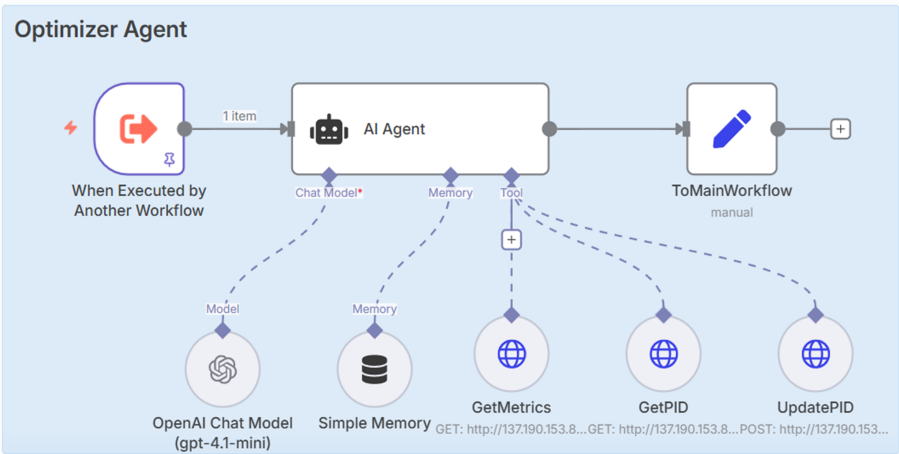 Optimizer Agent
1 item
AI Agent
When Executed by
Another Workflow
Chat Model*
Memory
Tool
ToMainWorkflow
manual
Model
Memory
OpenAI Chat Model
(gpt-4.1-mini)
Simple Memory
GetMetrics
GET: http://137.190.153.8...
GetPID
GET: http://137.190.153.8...
UpdatePID
POST: http://137.190.153...